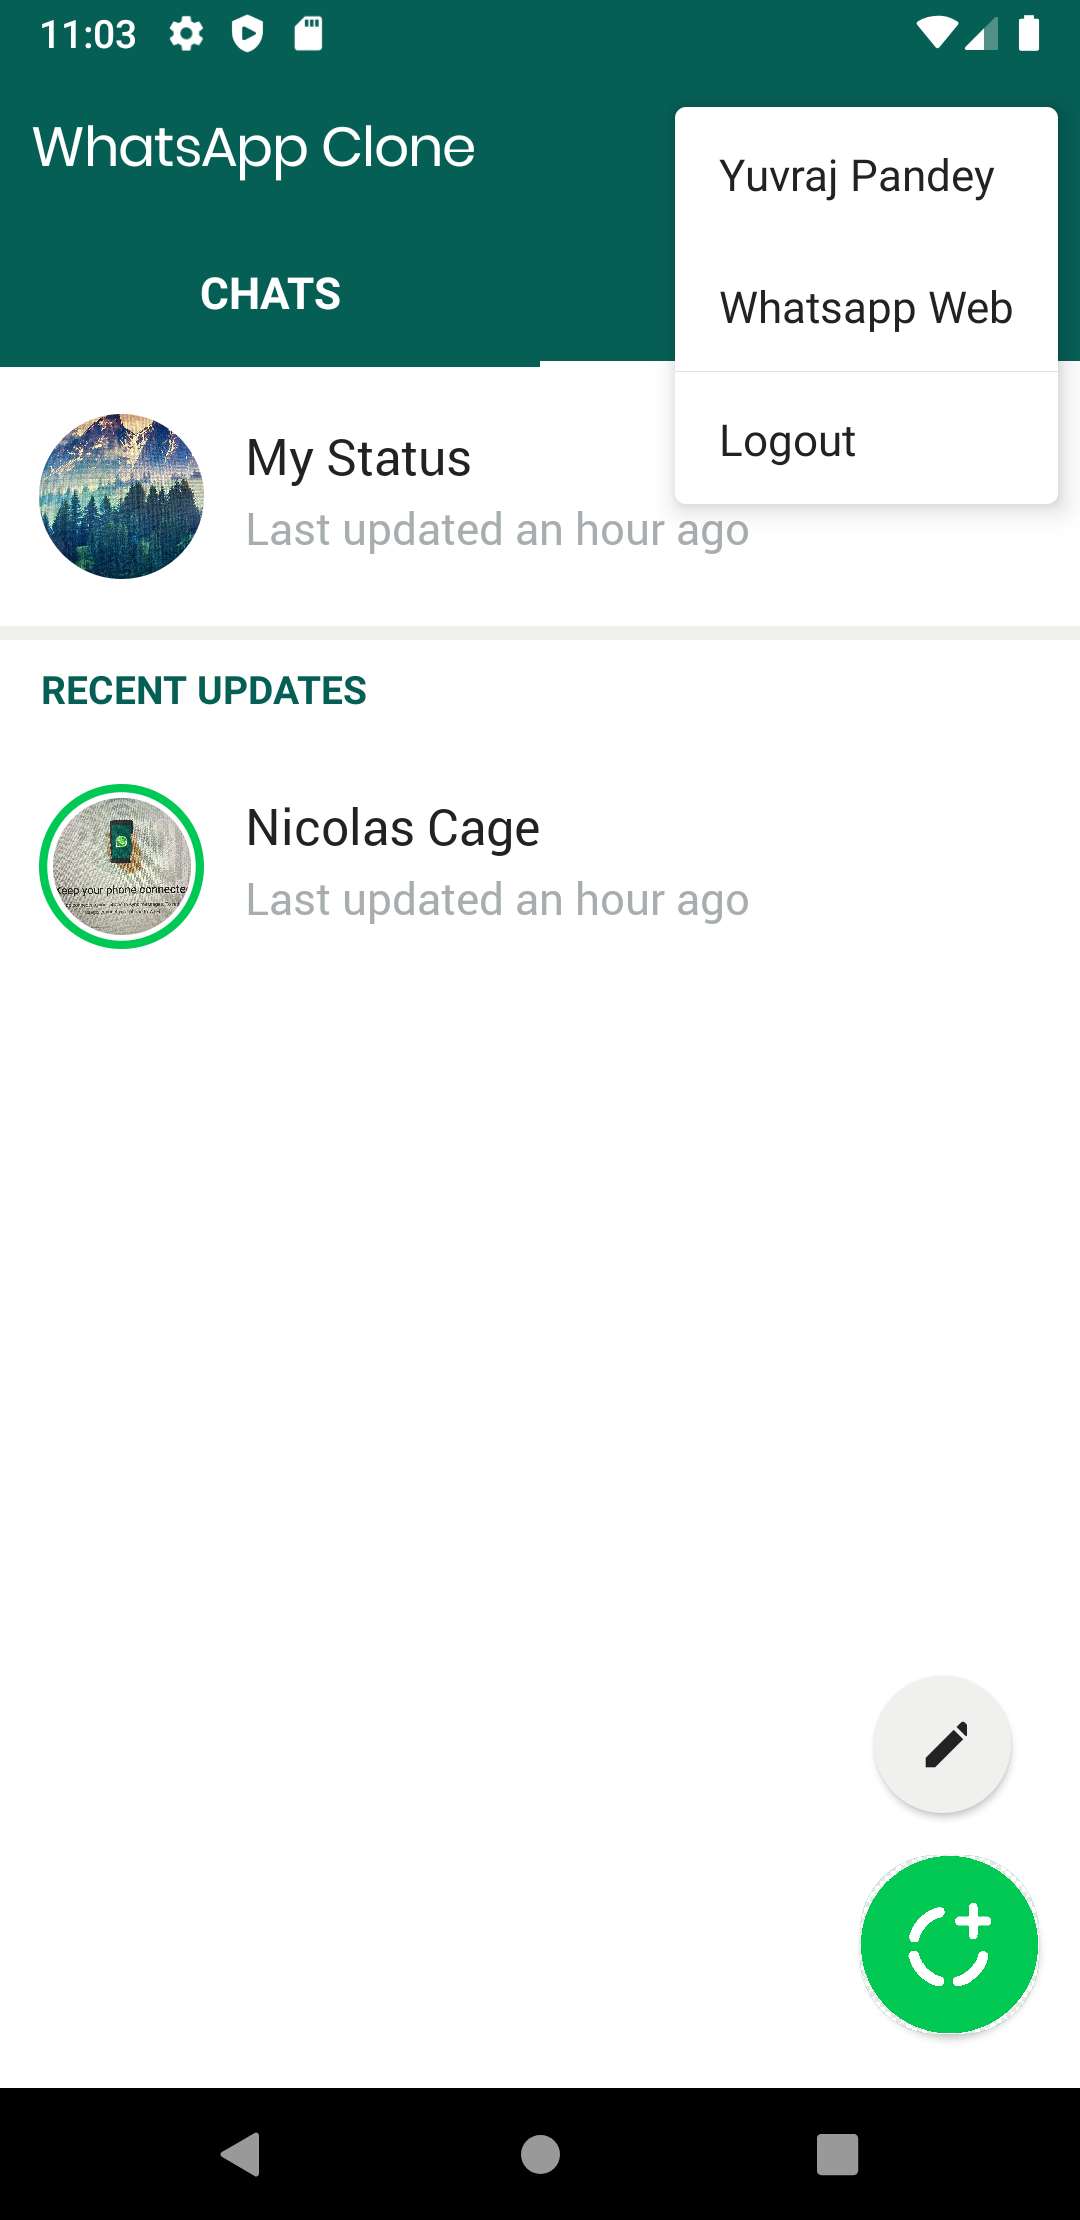 11:03
WhatsApp Clone
Yuvraj Pandey
Whatsapp Web
Logout
CHATS
My Status
Last updated an hour ago
RECENT UPDATES
Nicolas Cage
Last updated an hour ago
Keep your phone connected